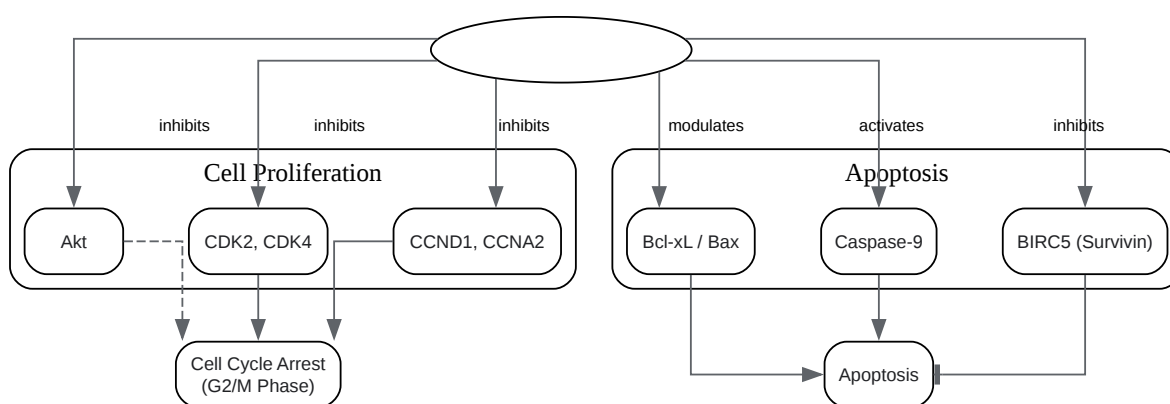 inhibits
inhibits
inhibits
modulates
activates
inhibits
Cell Proliferation
Apoptosis
Akt
CDK2, CDK4
CCND1, CCNA2
Bcl-xL / Bax
Caspase-9
BIRC5 (Survivin)
Cell Cycle Arrest
(G2/M Phase)
Apoptosis